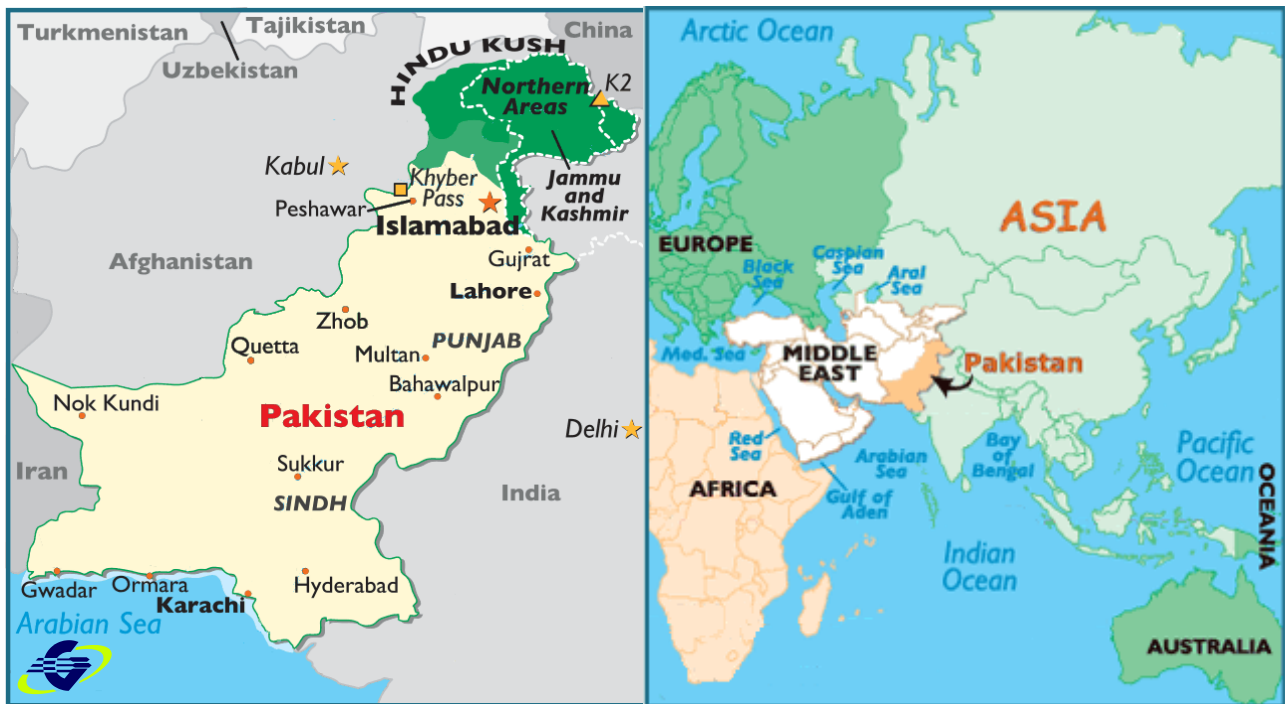 Turkmenistan
Tajikistan
Uzbekistan
China
HINDU KUSH
Northern
Areas
K2
Kabul
Khyber
Pass
Peshawar
Islamabad
Jammu
and
Kashmir
Afghanistan
Gujrat
Lahore
Zhob
PUNJAB
Quetta
Multan
Bahawalpur
Nok Kundi
Pakistan
Delhi
Iran
Sukkur
SINDH
India
Gwadar
Ormara
Karachi
Hyderabad
Arabian Sea
Arctic Ocean
ASIA
EUROPE
Black
Sea
Caspian
Sea
Aral
Sea
Med. Sea
MIDDLE
EAST
Pakistan
Red
Sea
Arabian
Sea
Bay
of
Bengal
Pacific
Ocean
AFRICA
Gulf of
Aden
OCEANIA
Indian
Ocean
AUSTRALIA